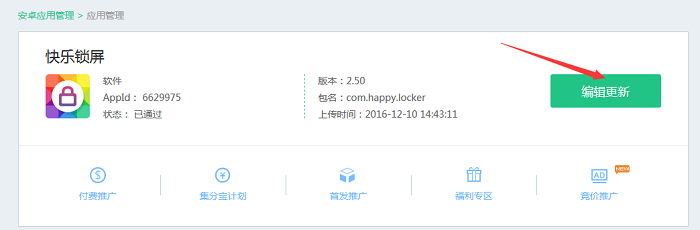 安卓应用管理 > 应用管理
快乐锁屏
软件
AppId： 6629975
状态： 已通过
版本：2.50
包名：com.happy.locker
上传时间：2016-12-10 14:43:11
编辑更新
付费推广
集分宝计划
首发推广
福利专区
AD
NEW
竞价推广